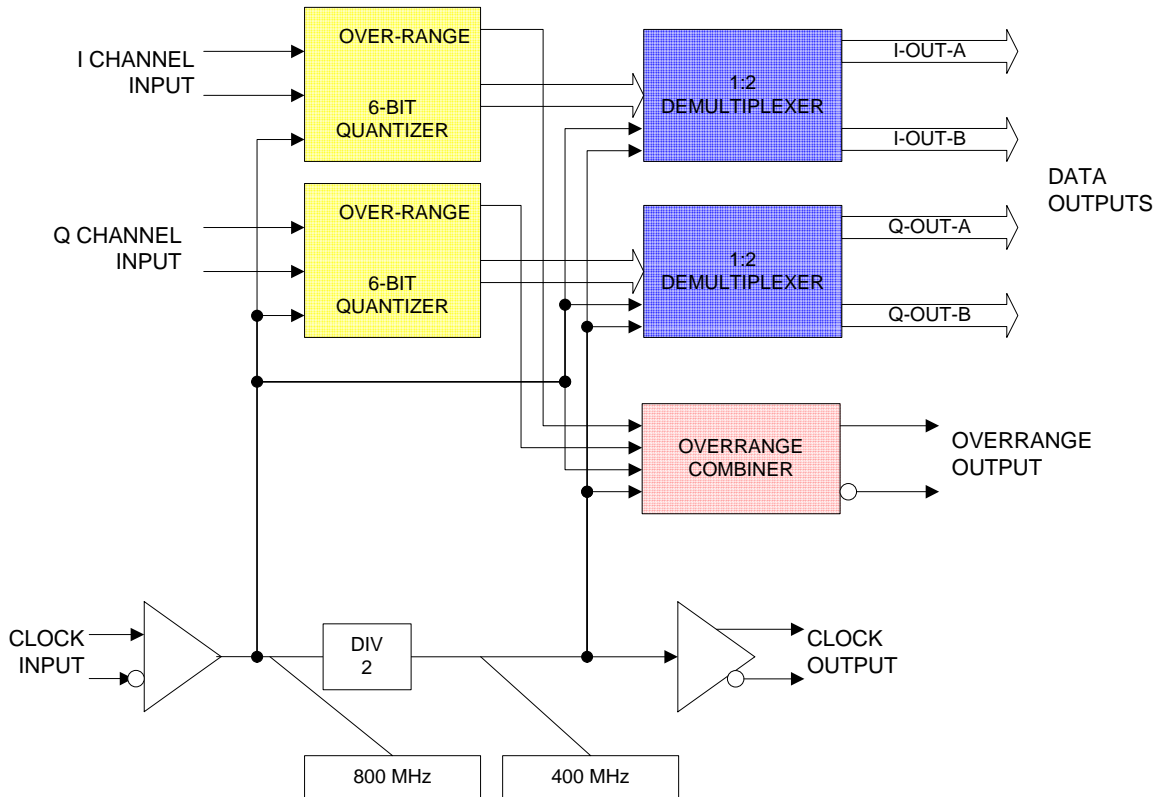 I CHANNEL
INPUT
OVER-RANGE
6-BIT
QUANTIZER
1:2
DEMULTIPLEXER
I-OUT-A
I-OUT-B
DATA
OUTPUTS
Q CHANNEL
INPUT
OVER-RANGE
6-BIT
QUANTIZER
1:2
DEMULTIPLEXER
Q-OUT-A
Q-OUT-B
OVERRANGE
COMBINER
OVERRANGE
OUTPUT
CLOCK
INPUT
DIV
2
CLOCK
OUTPUT
800 MHz
400 MHz